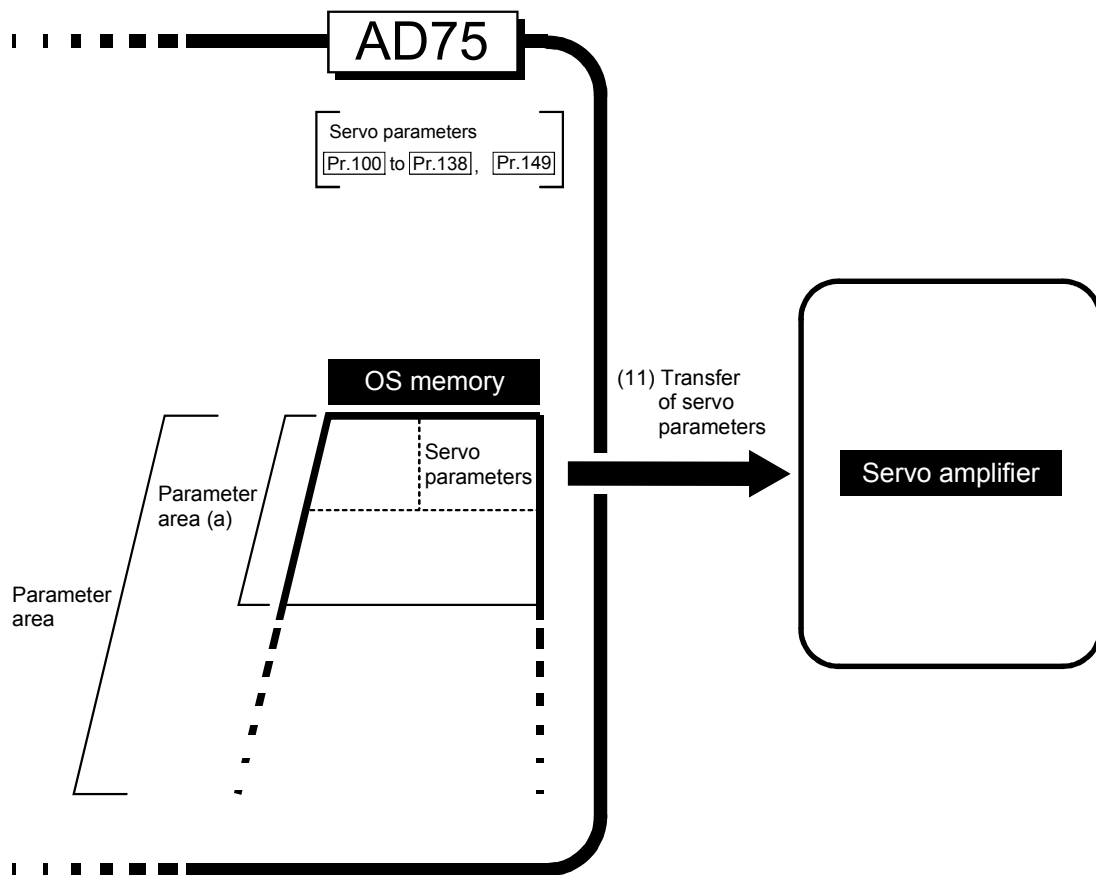 AD75
Servo parameters
Pr.100 to Pr.138 , Pr.149
OS memory
(11) Transfer
of servo
parameters
Servo
parameters
Servo amplifier
Parameter
area (a)
Parameter
area